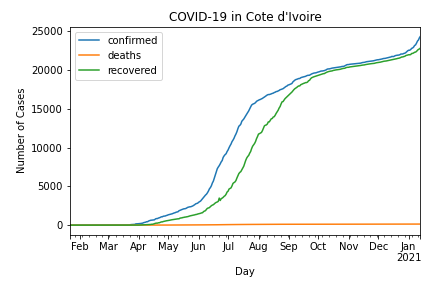 COVID-19 in Cote d'Ivoire
confirmed
deaths
recovered
Number of Cases
25000
20000
15000
10000
5000
0
Feb Mar Apr May Jun Jul Aug Sep Oct Nov Dec Jan
2021
Day